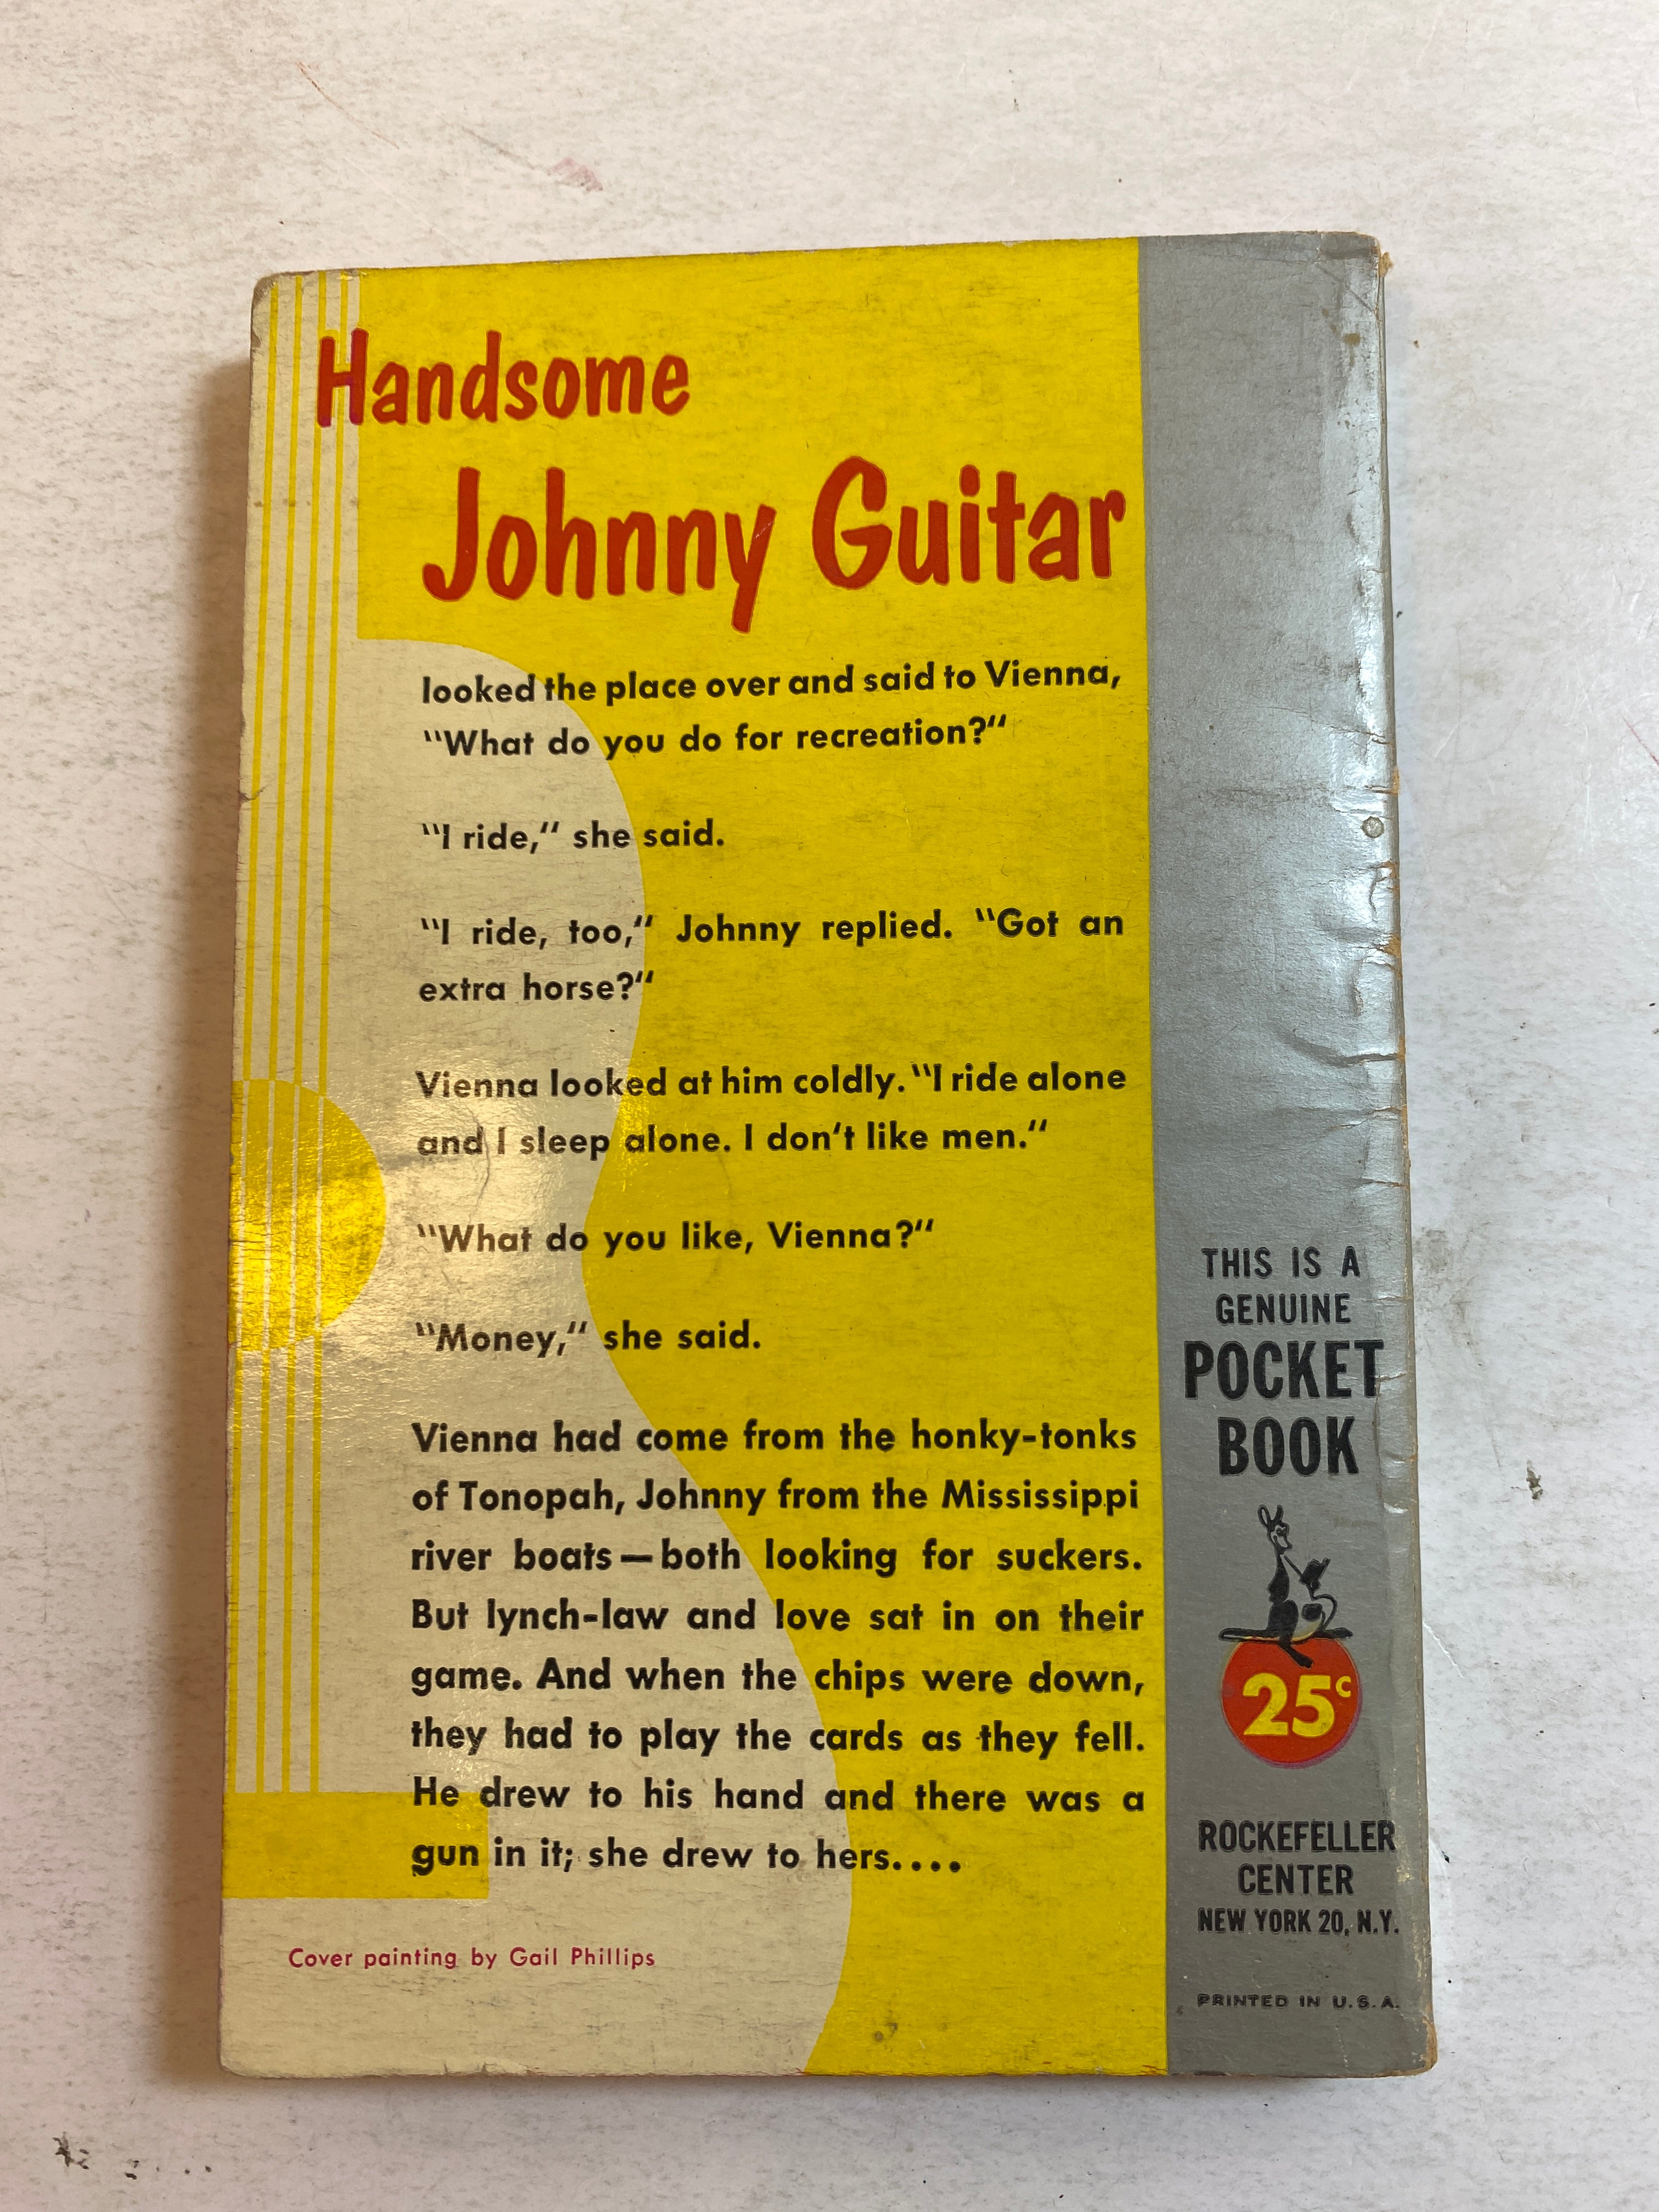 Handsome
Johnny Guitar
looked the place over and said to Vienna,
"What do you do for recreation?"
"I ride," she said.
"I ride, too," Johnny replied. "Got an
extra horse?"
Vienna looked at him coldly. "I ride alone
and I sleep alone. I don't like men."
"What do you like, Vienna?"
"Money," she said.
Vienna had come from the honky-tonks
of Tonopah, Johnny from the Mississippi
river boats—both looking for suckers.
But lynch-law and love sat in on their
game. And when the chips were down,
they had to play the cards as they fell.
He drew to his hand and there was a
gun in it; she drew to hers....
Cover painting by Gail Phillips
THIS IS A
GENUINE
POCKET
BOOK
25c
ROCKEFELLER
CENTER
NEW YORK 20, N.Y.
PRINTED IN U.S.A.